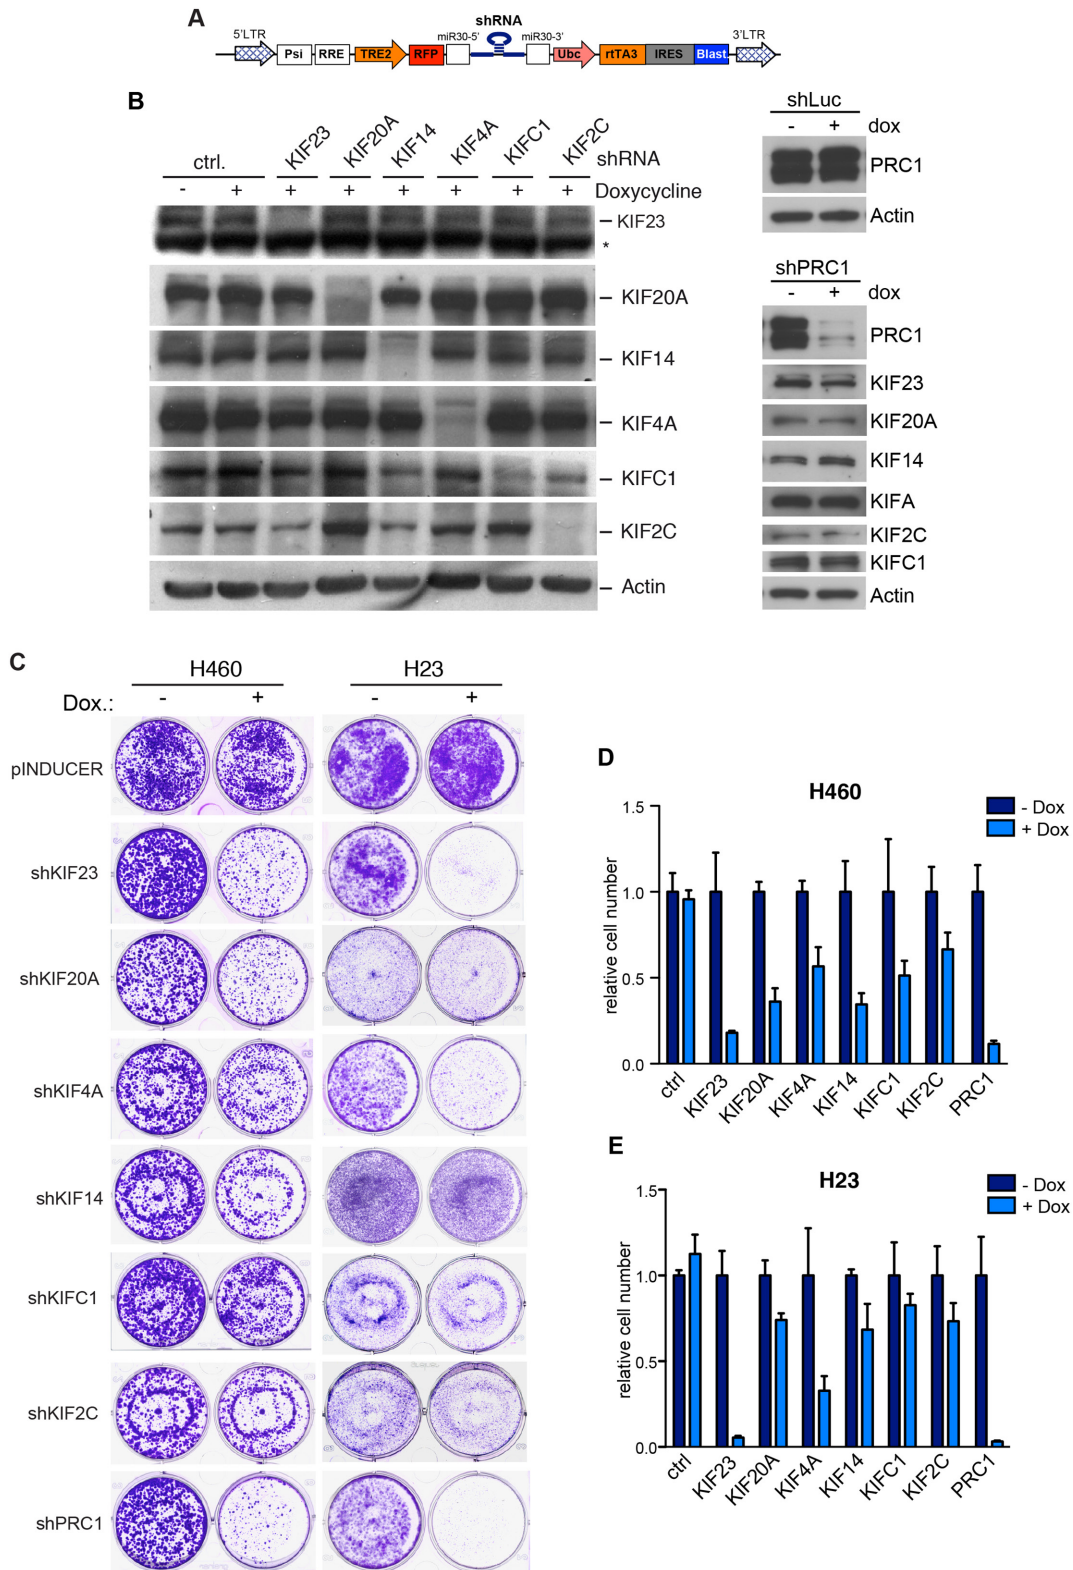 A
shRNA
5'LTR
miR30-5'
miR30-3'
3'LTR
Psi RRE TRE2 RFP Ubc rtTA3 IRES Blast.
B
ctrl. KIF23 KIF20A KIF14 KIF4A KIFC1 KIF2C shRNA
- + + + + + + + Doxycycline
KIF23
*
KIF20A
KIF14
KIF4A
KIFC1
KIF2C
Actin
shLuc
- + dox
PRC1
Actin
shPRC1
- + dox
PRC1
KIF23
KIF20A
KIF14
KIFA
KIF2C
KIFC1
Actin
C
H460 H23
Dox.: - + - +
pINDUCER
shKIF23
shKIF20A
shKIF4A
shKIF14
shKIFC1
shKIF2C
shPRC1
D
H460
- Dox
+ Dox
relative cell number
1.5
1.0
0.5
0.0
ctrl KIF23 KIF20A KIF4A KIF14 KIFC1 KIF2C PRC1
E
H23
- Dox
+ Dox
relative cell number
1.5
1.0
0.5
0.0
ctrl KIF23 KIF20A KIF4A KIF14 KIFC1 KIF2C PRC1